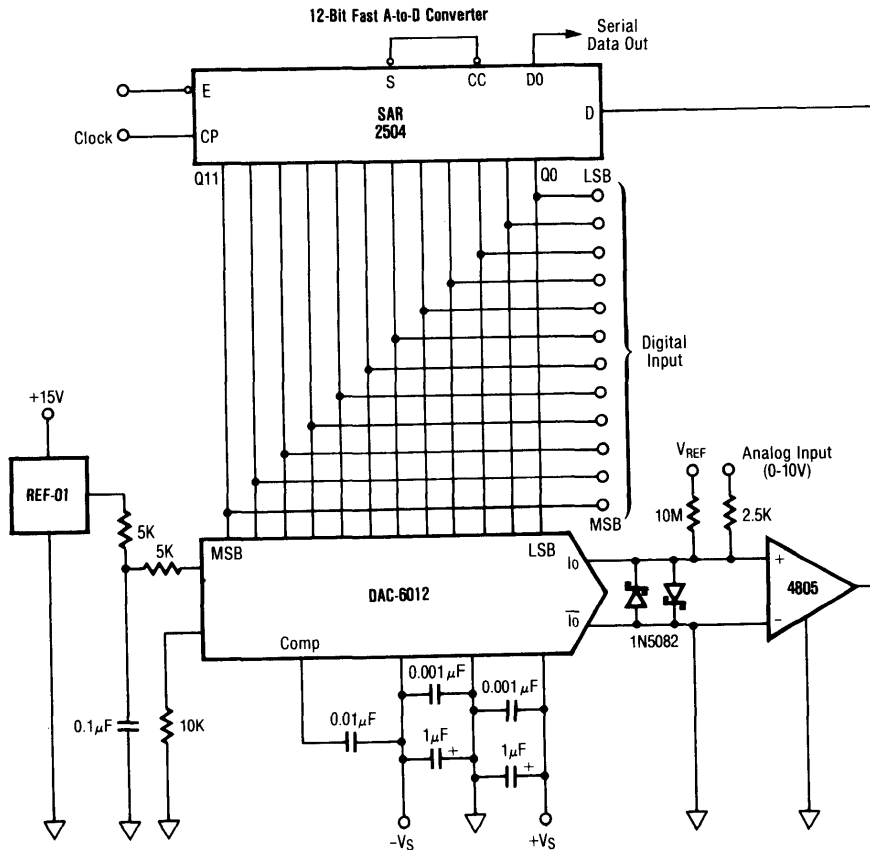 12-Bit Fast A-to-D Converter
Serial
Data Out
S
CC
D0
E
SAR
2504
D
Clock
CP
Q11
Q0
LSB
Digital
Input
+15V
REF-01
5K
5K
MSB
VREF
Analog Input
(0-10V)
10M
2.5K
MSB
LSB
Io
+
DAC-6012
4805
Io
-
1N5082
Comp
0.001μF
0.001μF
0.01μF
0.1μF
10K
1μF
+
1μF
+
-VS
+VS